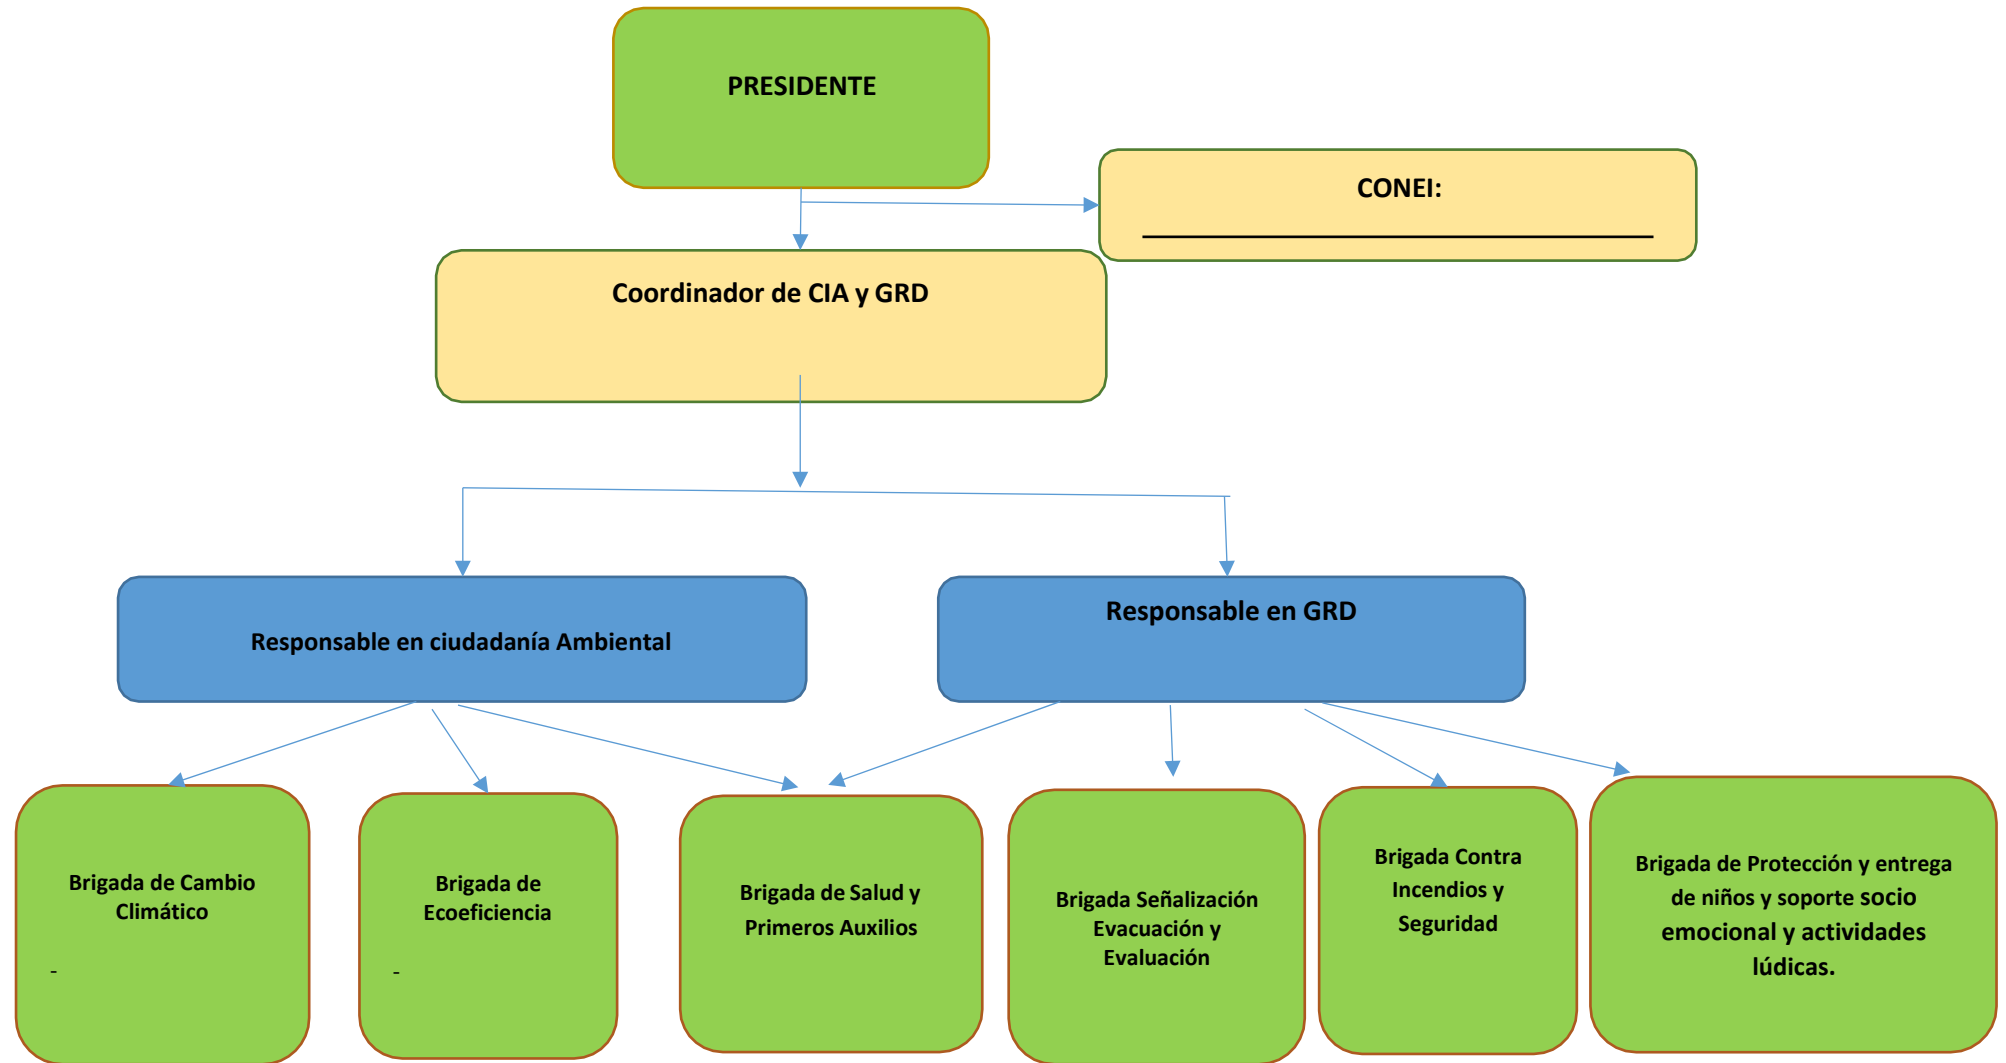 PRESIDENTE
CONEI:
Coordinador de CIA y GRD
Responsable en ciudadanía Ambiental
Responsable en GRD
Brigada de Cambio
Climático
-
Brigada de
Ecoeficiencia
-
Brigada de Salud y
Primeros Auxilios
Brigada Señalización
Evacuación y
Evaluación
Brigada Contra
Incendios y
Seguridad
Brigada de Protección y entrega
de niños y soporte socio
emocional y actividades
lúdicas.